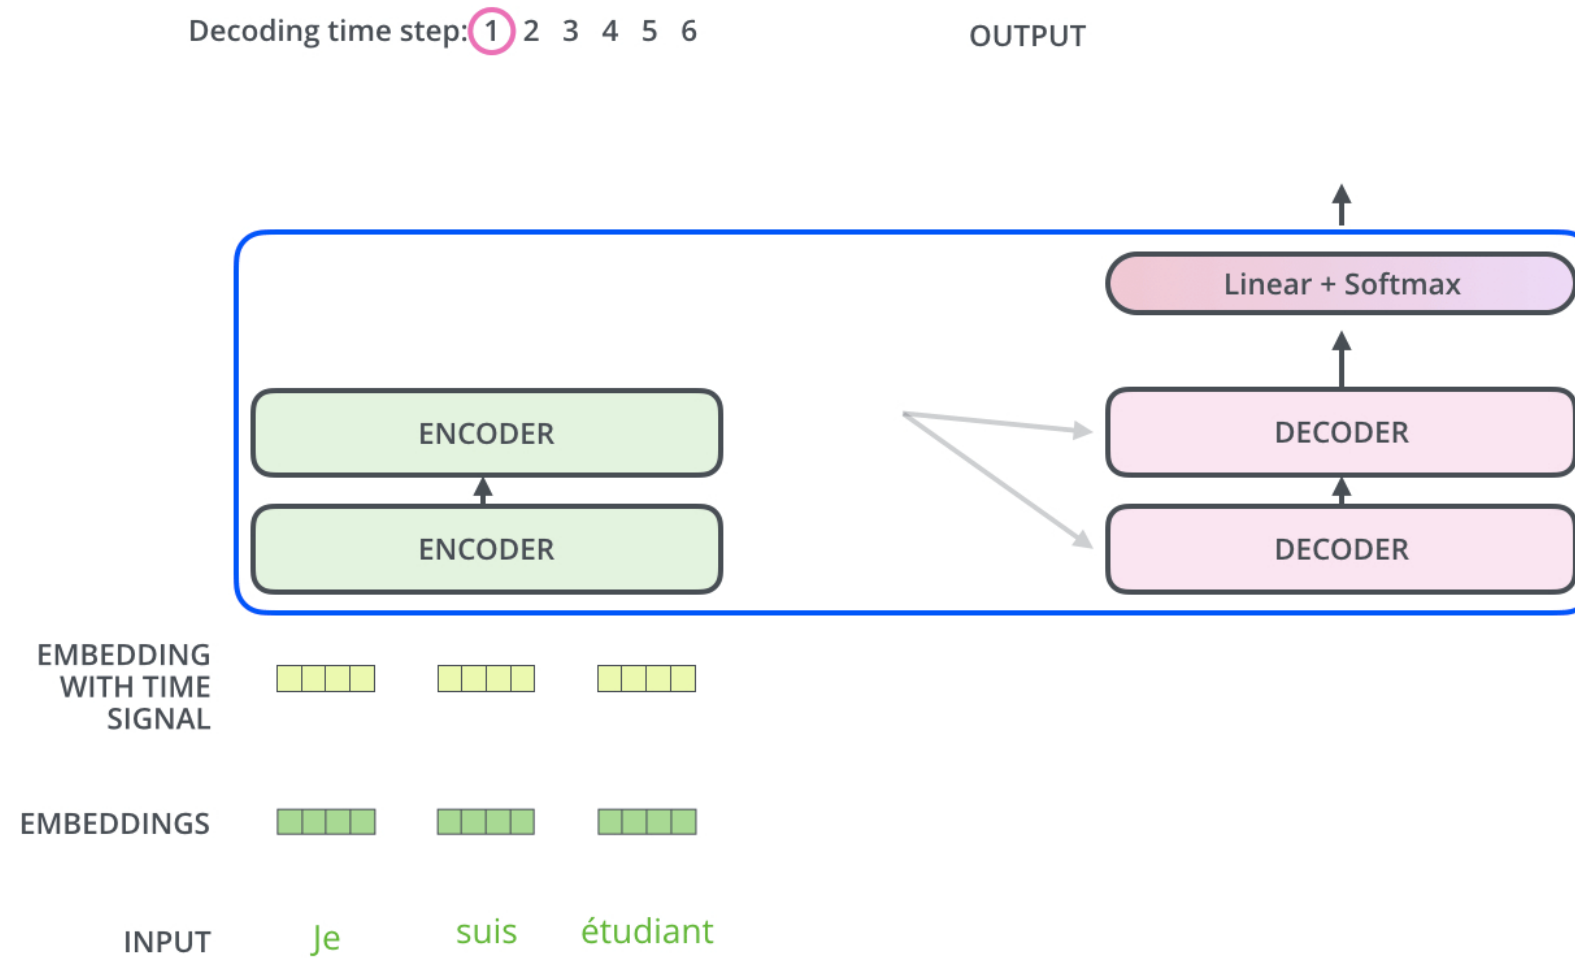 Decoding time step: 1 2 3 4 5 6
OUTPUT
Linear + Softmax
ENCODER
DECODER
ENCODER
DECODER
EMBEDDING
WITH TIME
SIGNAL
EMBEDDINGS
INPUT
Je suis étudiant